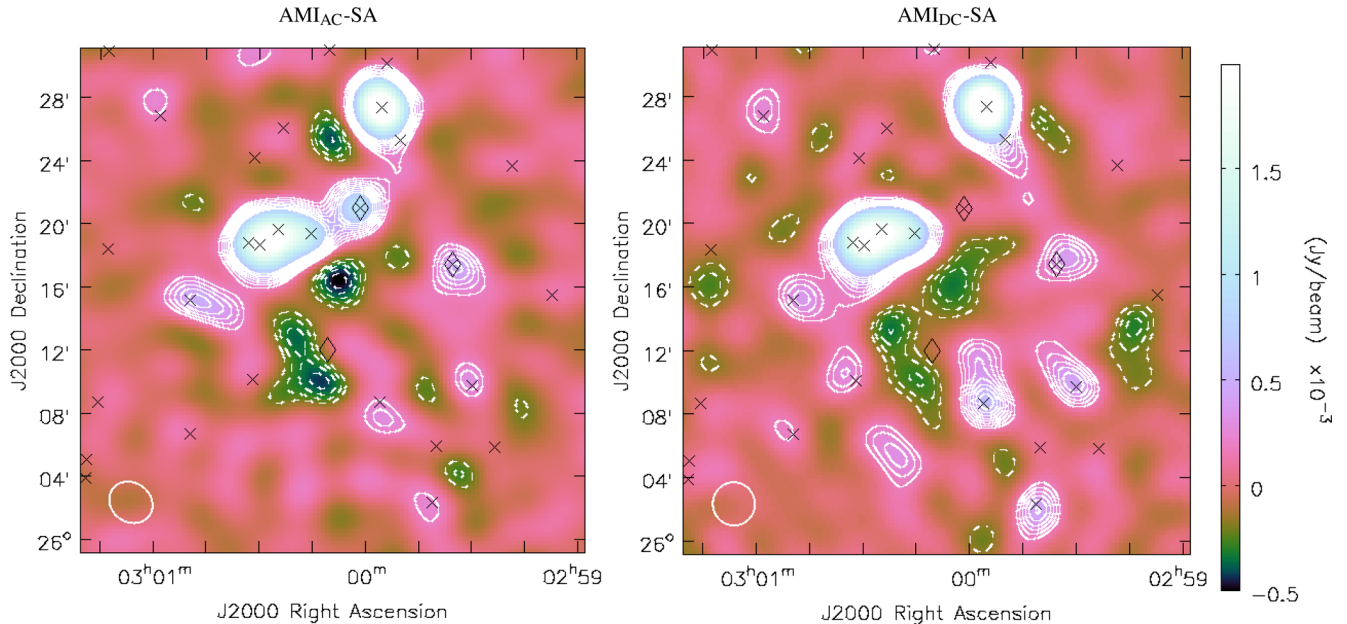 AMI_AC-SA
AMI_DC-SA
28'
24'
20'
16'
12'
08'
04'
26°
J2000 Declination
03ʰ01ᵐ
00ᵐ
02ʰ59
J2000 Right Ascension
28'
24'
20'
16'
12'
08'
04'
26°
J2000 Declination
03ʰ01ᵐ
00ᵐ
02ʰ59
J2000 Right Ascension
1.5
1
0.5
0
−0.5
(Jy/beam) ×10⁻³